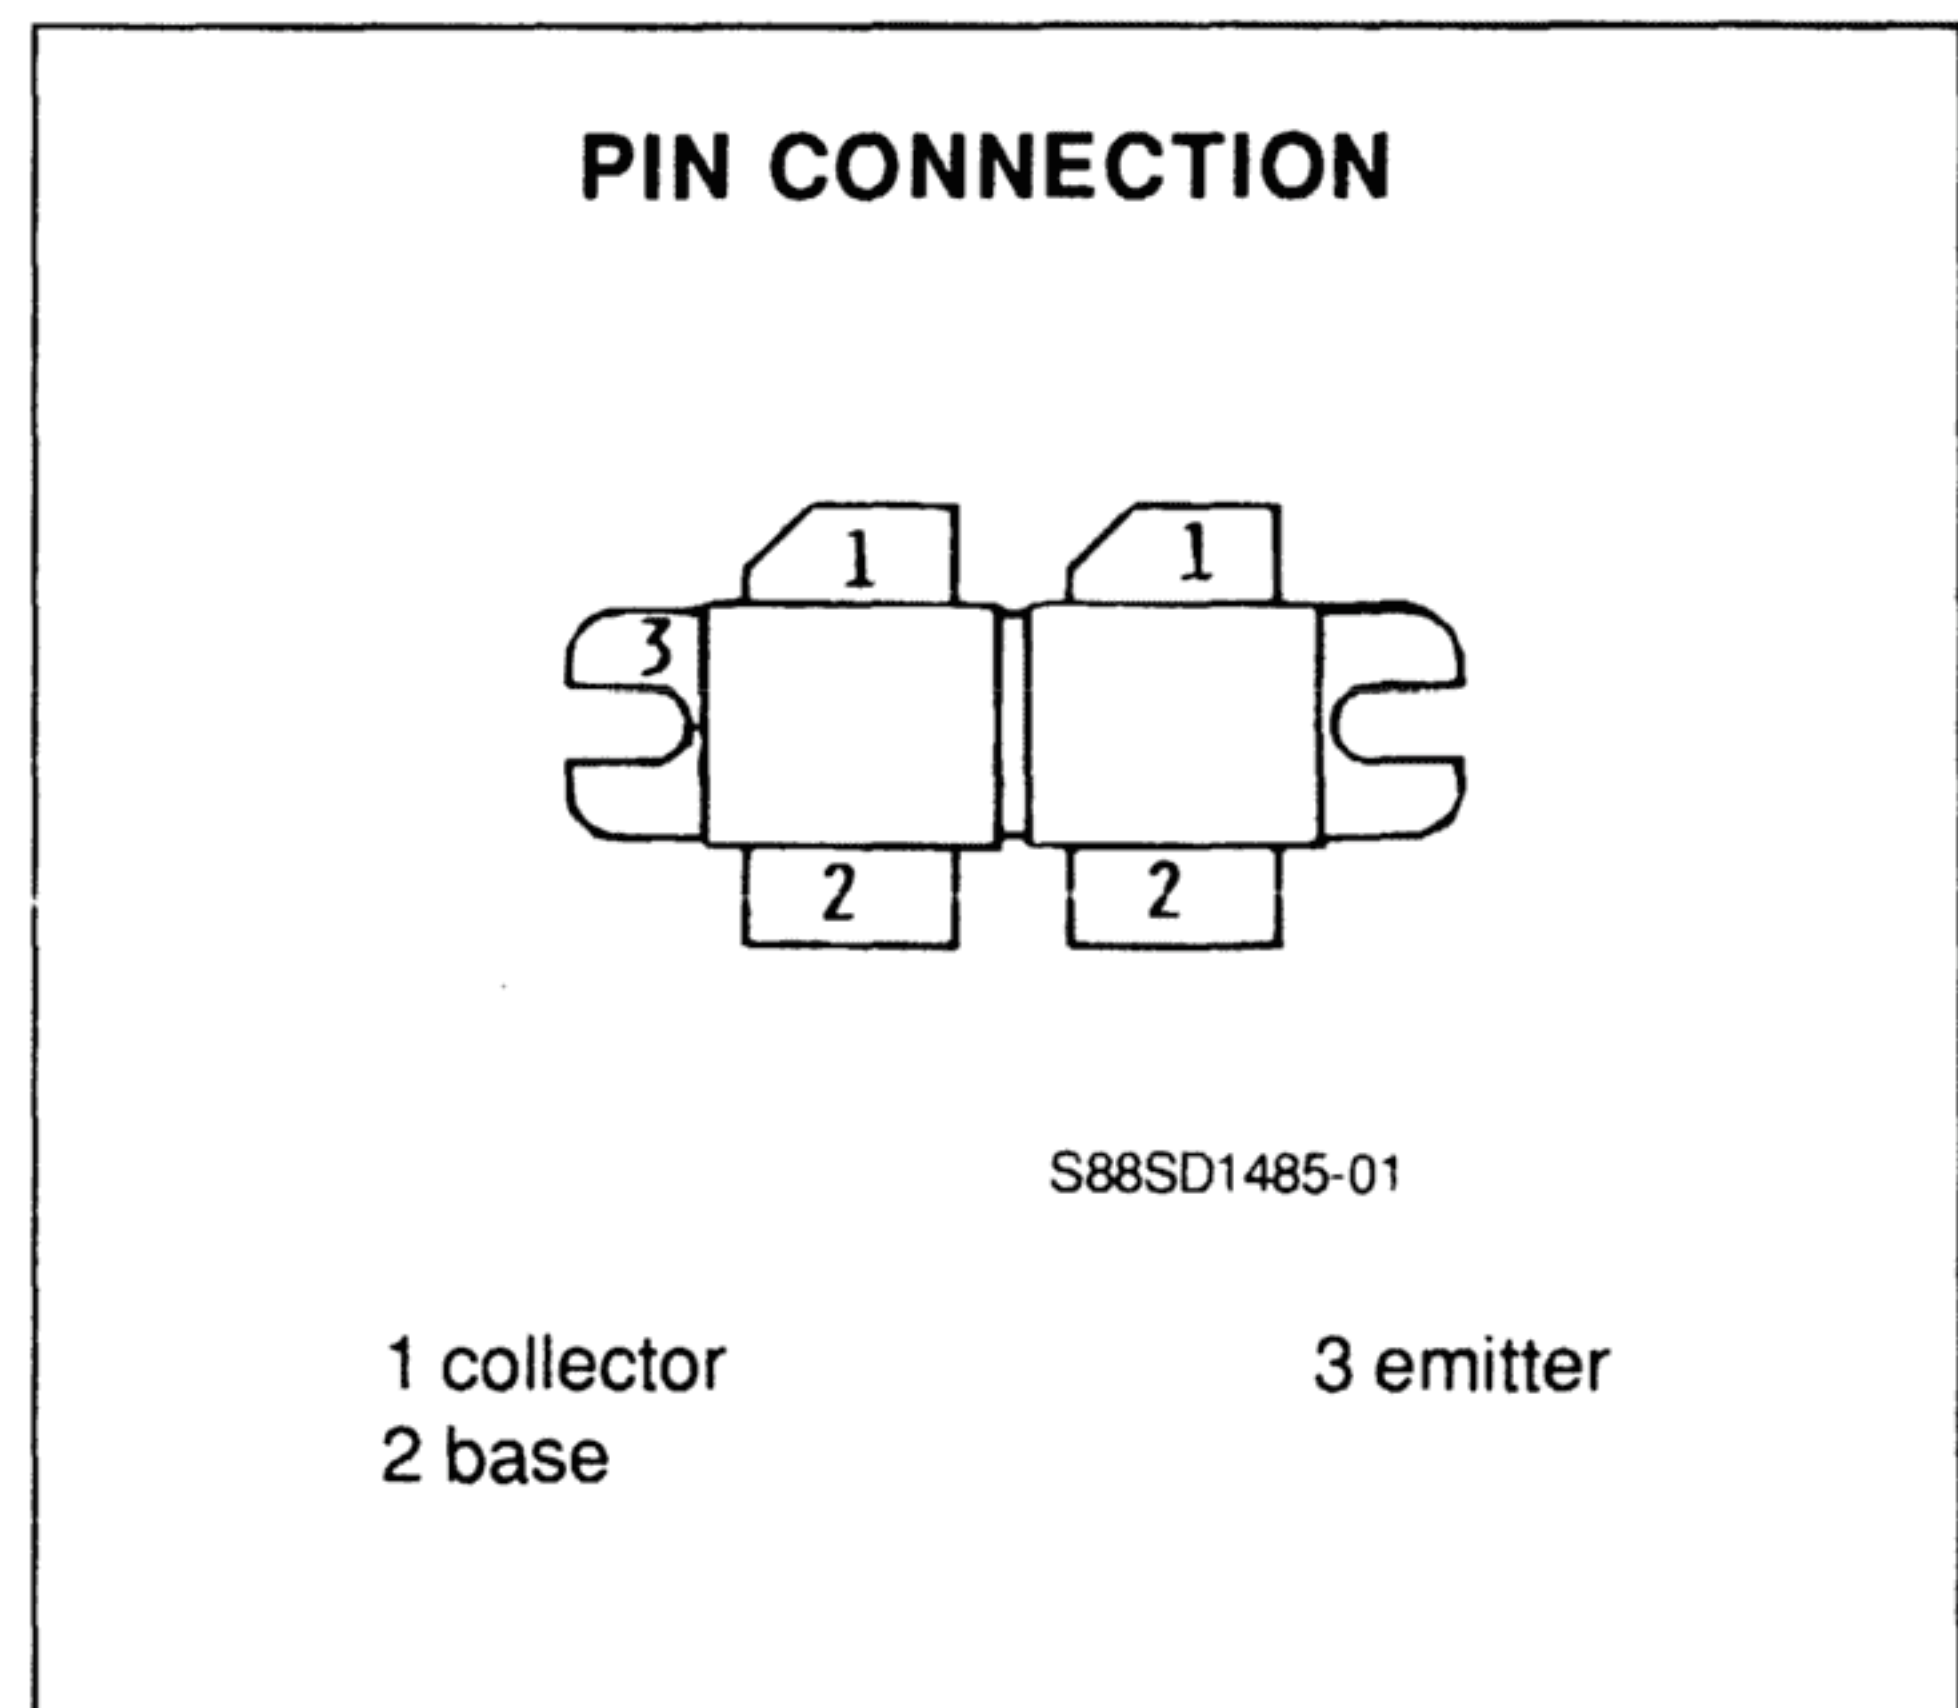 PIN CONNECTION
1 1
3
2 2
S88SD1485-01
1 collector 3 emitter
2 base